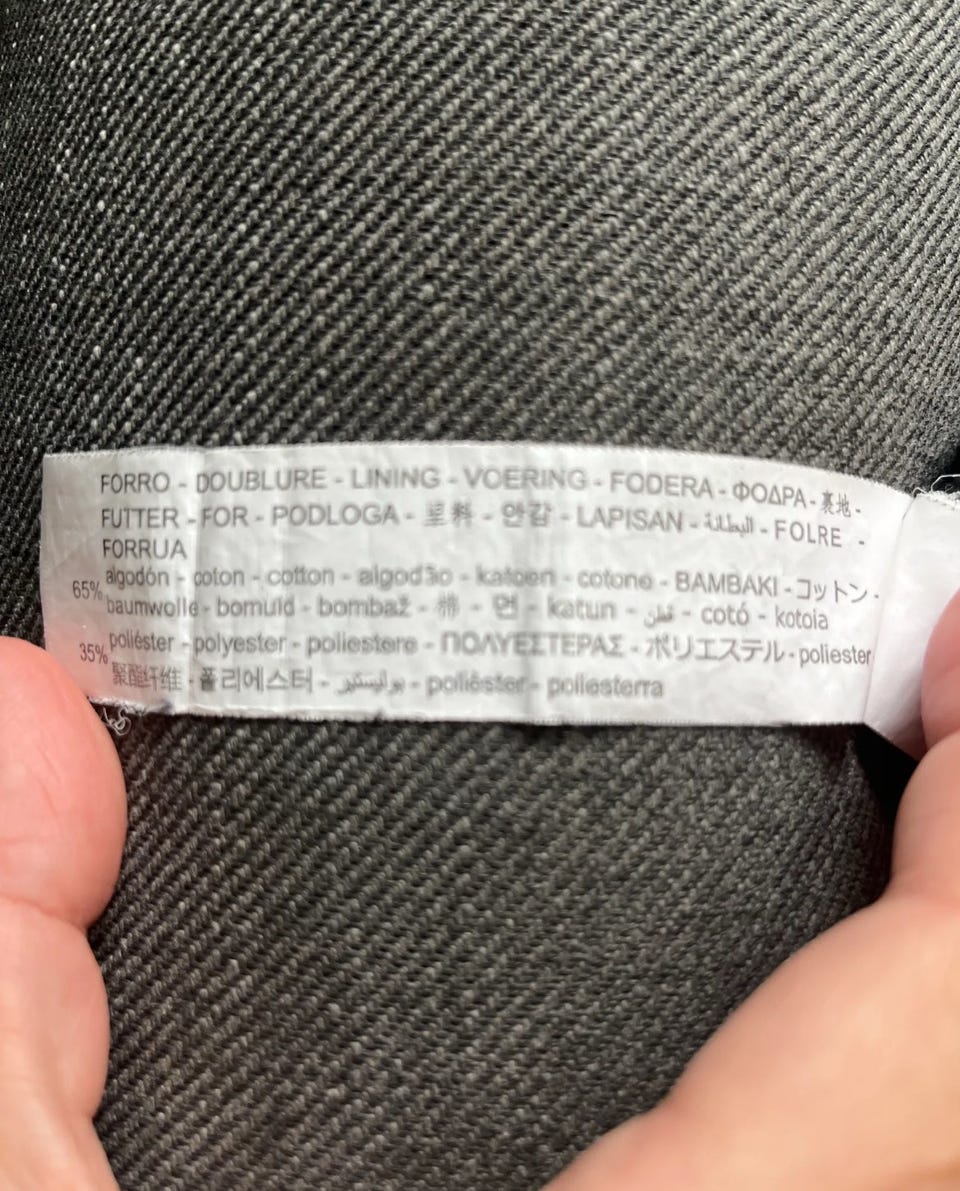 FORRO - DOUBLURE - LINING - VOERING - FODERA - ΦΟΔΡΑ - 裏地 -
FUTTER - FOR - PODLOGA - 里料 - 안감 - LAPISAN - البطانة - FOLRE -
FORRUA
65% algodón - coton - cotton - algodão - katoen - cotone - BAMBAKI - コットン -
baumwolle - bomuld - bombaž - 棉 - 면 - katun - قطن - cotó - kotoia
35% poliéster - polyester - poliestere - ΠΟΛΥΕΣΤΕΡΑΣ - ポリエステル - poliester
聚酯纤维 - 폴리에스터 - بوليستير - polièster - poliesterra